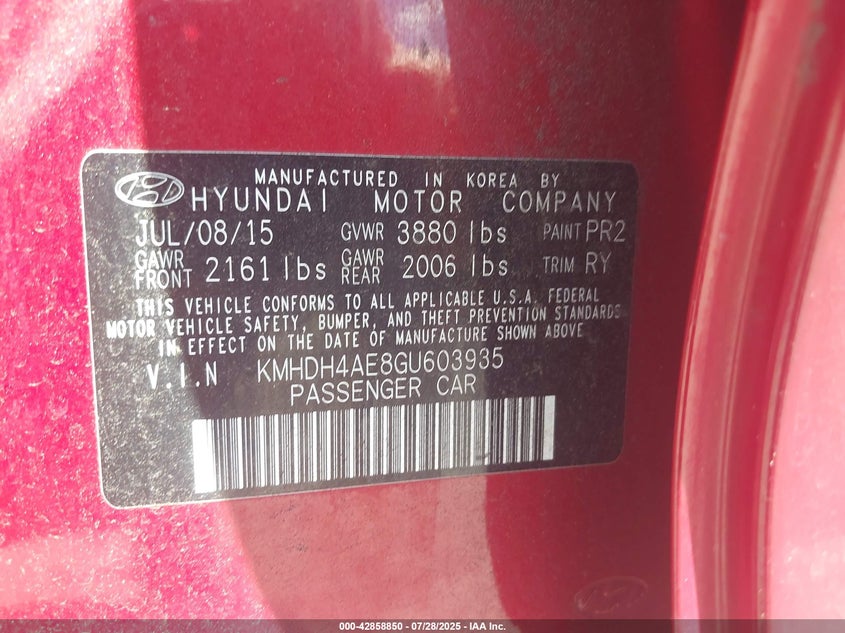 MANUFACTURED IN KOREA BY
HYUNDAI MOTOR COMPANY
JUL/08/15 GVWR 3880 lbs PAINT PR2
GAWR FRONT 2161 lbs GAWR REAR 2006 lbs TRIM RY
THIS VEHICLE CONFORMS TO ALL APPLICABLE U.S.A. FEDERAL
MOTOR VEHICLE SAFETY, BUMPER, AND THEFT PREVENTION STANDARDS
IN EFFECT ON THE DATE OF MANUFACTURE SHOWN ABOVE
V.I.N KMHDH4AE8GU603935
PASSENGER CAR
000-42858850 | 07/28/2025 - IAA Inc.